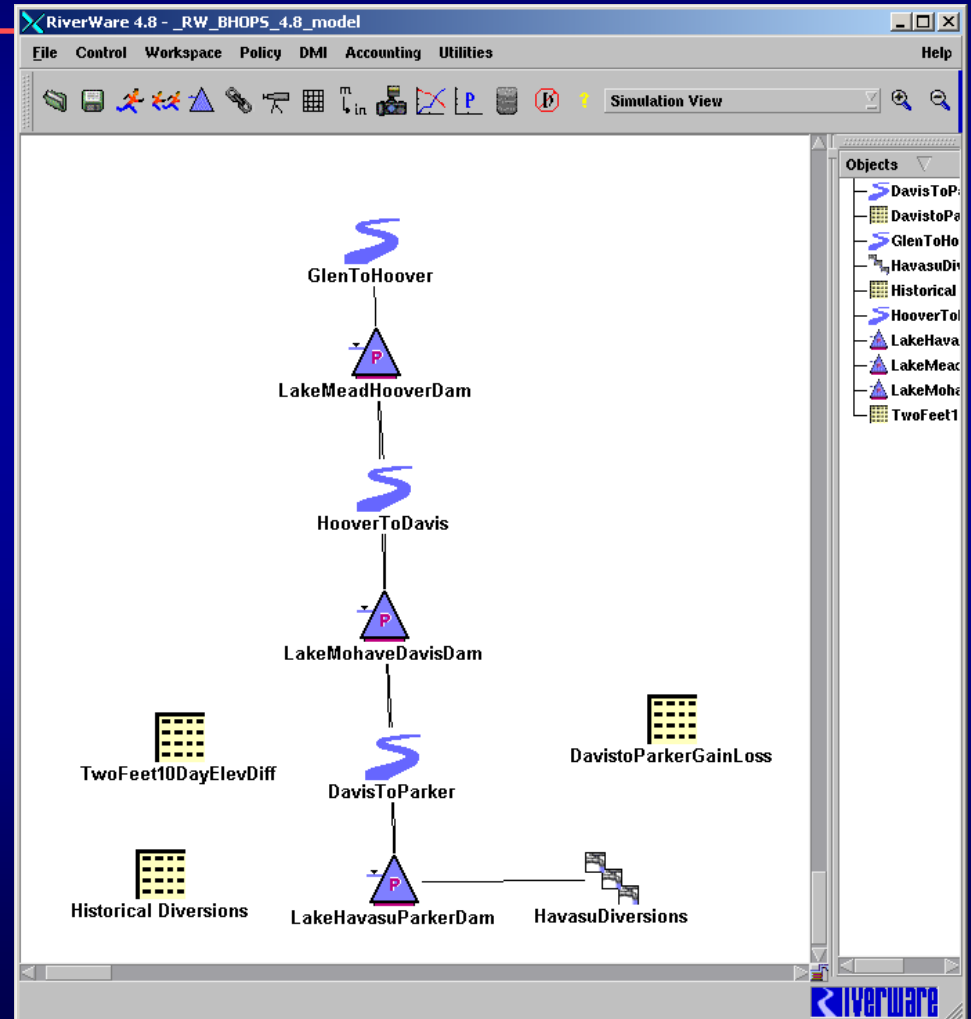 RiverWare 4.8 - _RW_BHOPS_4.8_model
File Control Workspace Policy DMI Accounting Utilities Help
in P Simulation View
Objects
DavisToP
DavistoPa
GlenToHo
HavasuDiv
Historical
HooverTo
LakeHava
LakeMead
LakeMoha
TwoFeet1
GlenToHoover
P
LakeMeadHooverDam
HooverToDavis
P
LakeMohaveDavisDam
TwoFeet10DayElevDiff
DavistoParkerGainLoss
DavisToParker
Historical Diversions
P
LakeHavasuParkerDam
HavasuDiversions
Riverware